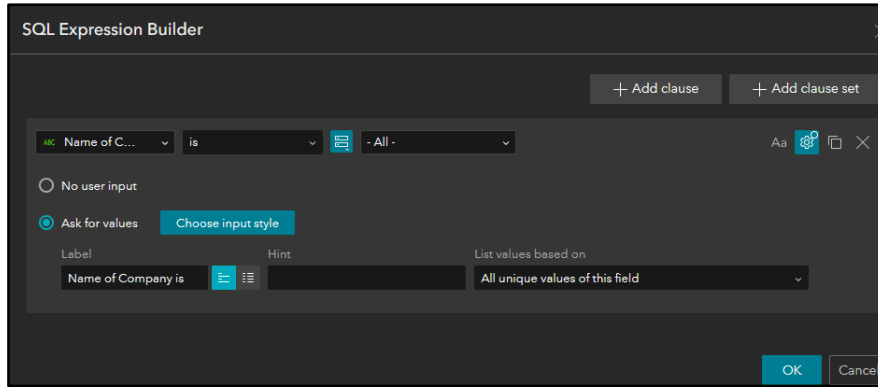 SQL Expression Builder
+ Add clause + Add clause set
ABC Name of C... is - All - Aa
No user input
Ask for values Choose input style
Label Hint List values based on
Name of Company is All unique values of this field
OK Cancel